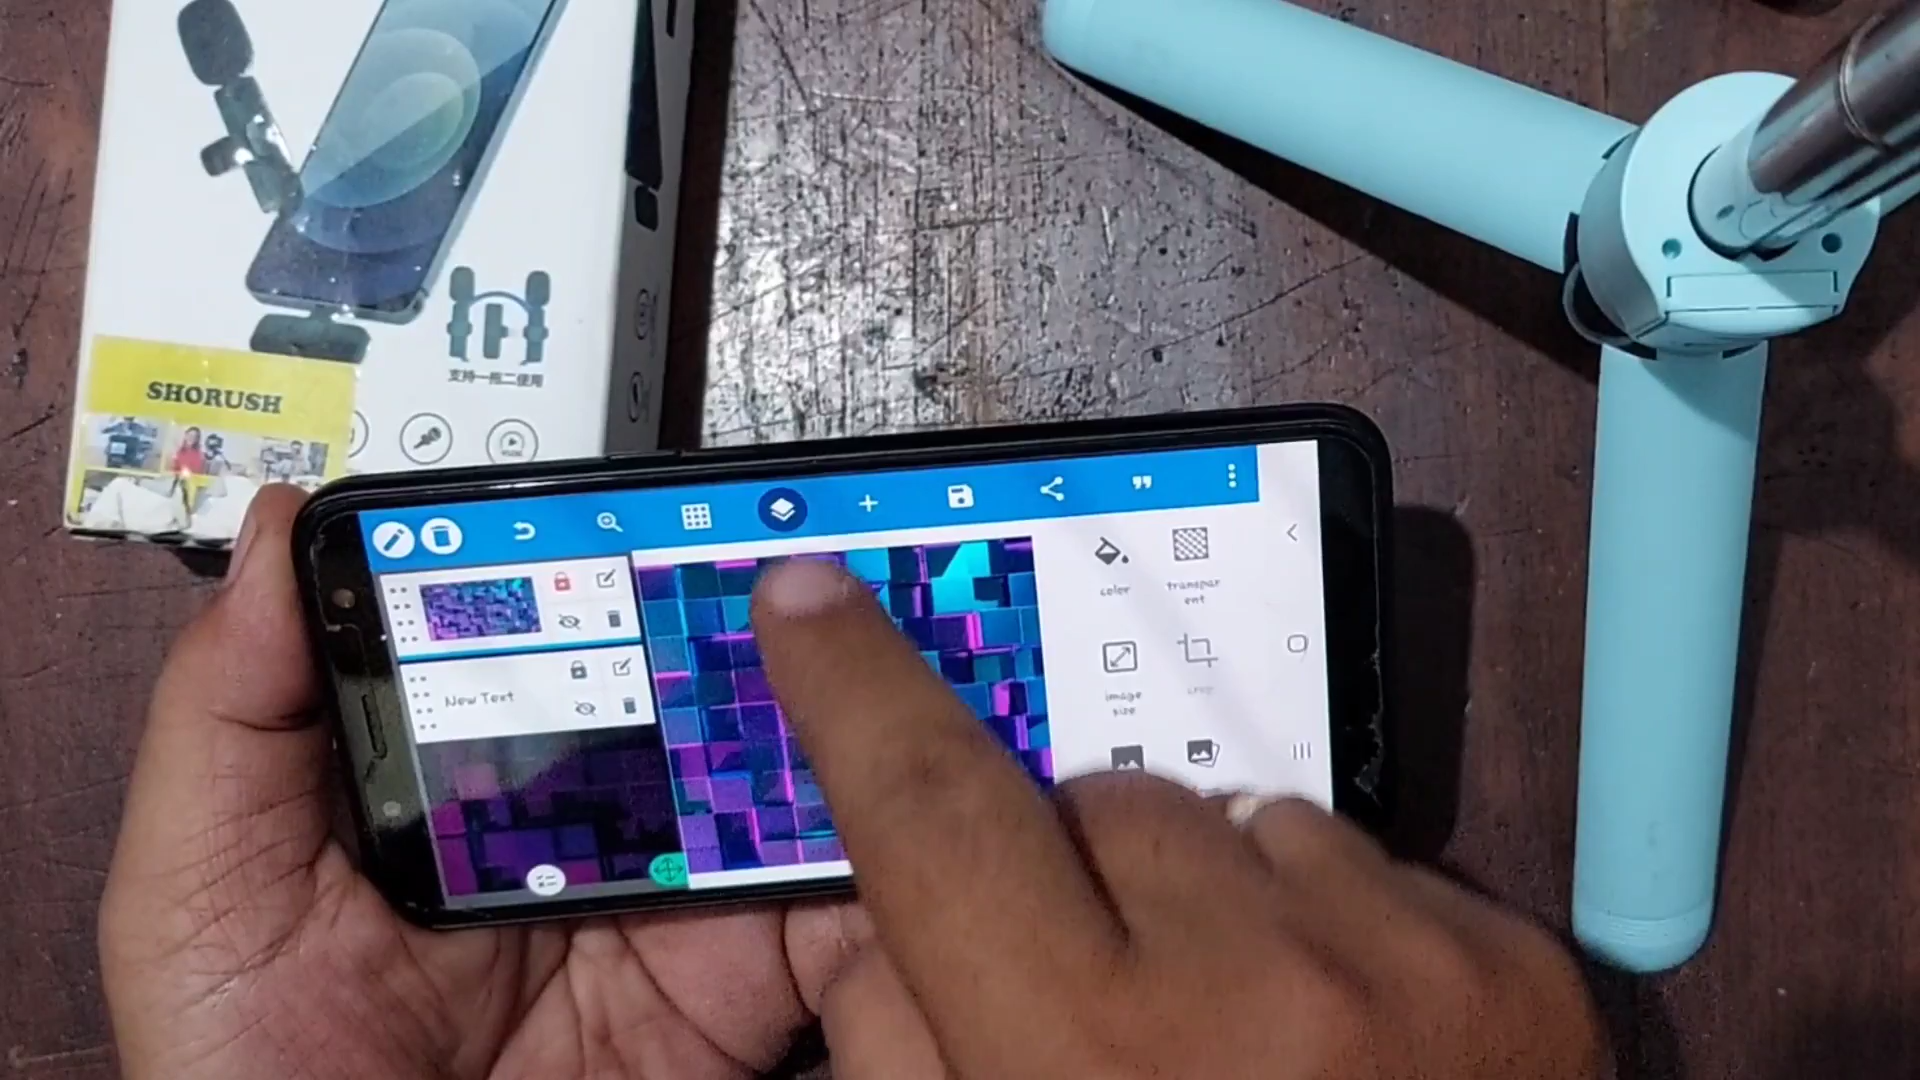 支持一拖二使用
SHORUSH
color
transpar
ent
New Text
image
size
crop